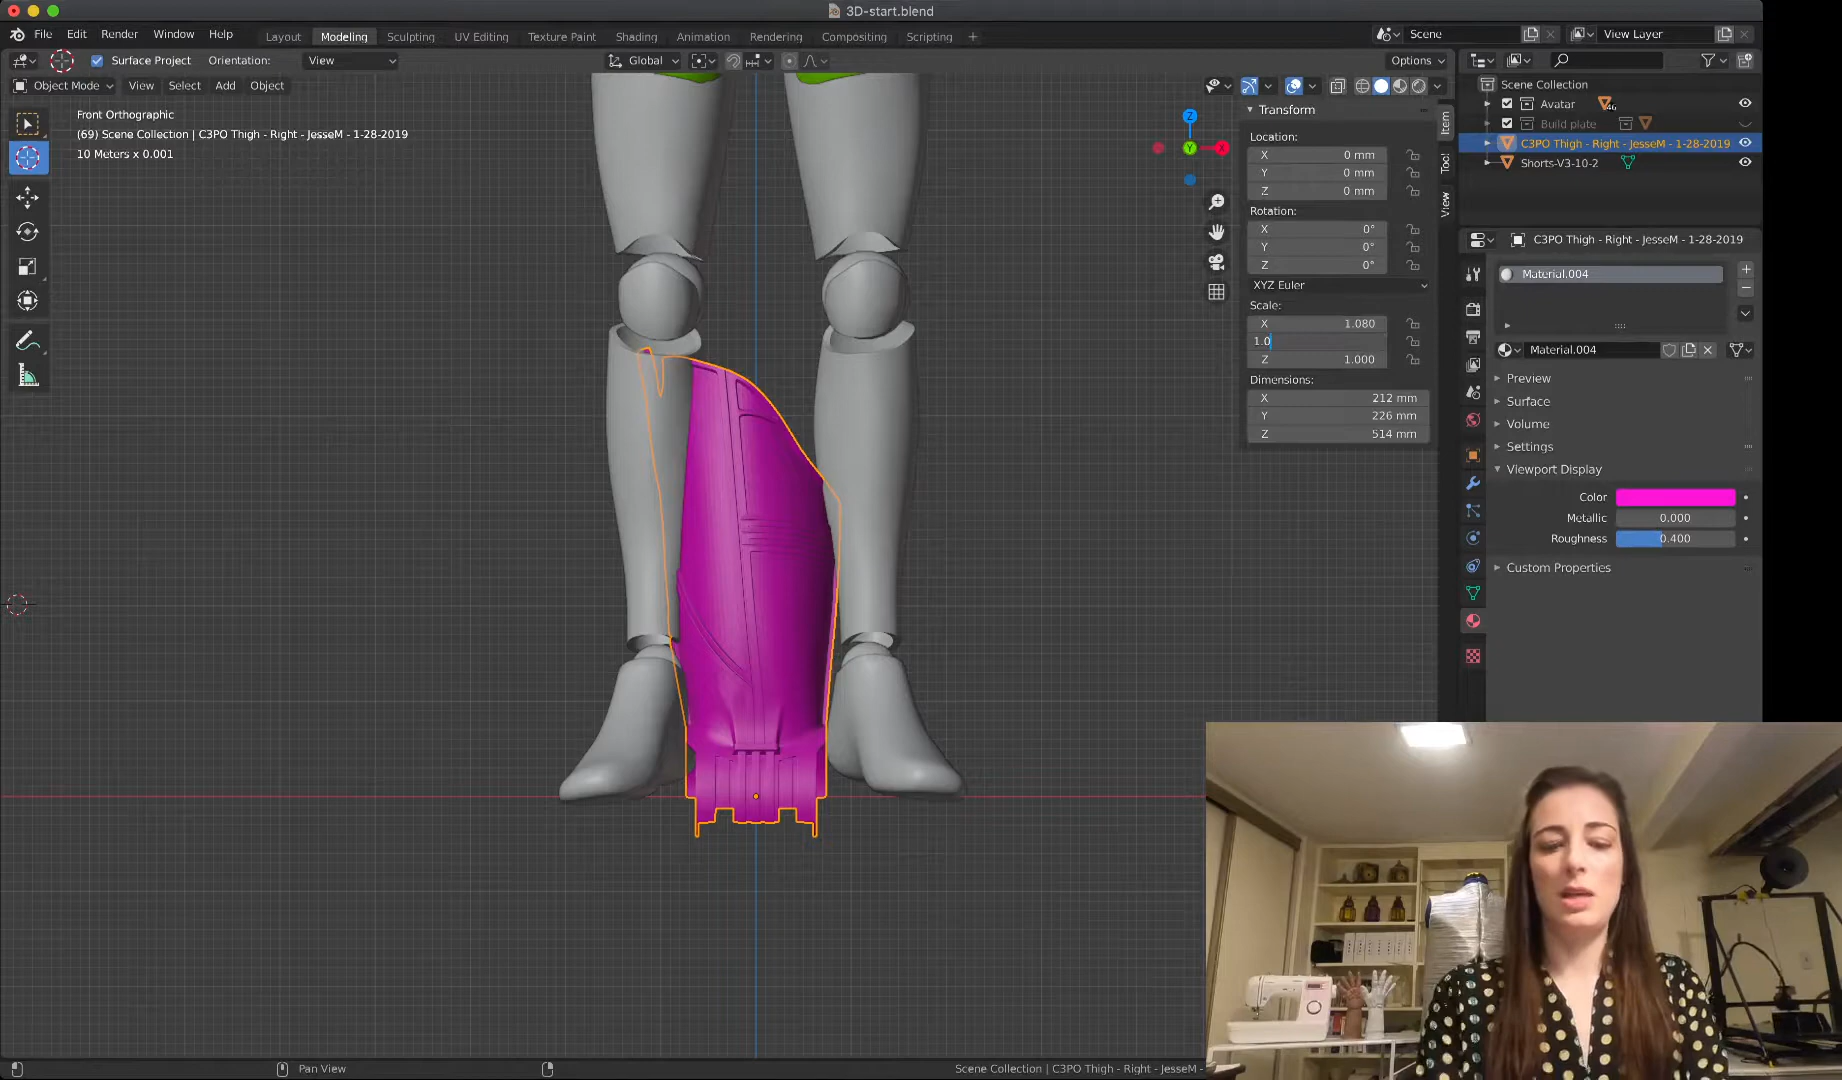 3D-start.blend
File Edit Render Window Help Layout Modeling Sculpting UV Editing Texture Paint Shading Animation Rendering Compositing Scripting + Scene View Layer
Surface Project Orientation: View Global Options
Object Mode View Select Add Object
Front Orthographic
(69) Scene Collection | C3PO Thigh - Right - JesseM - 1-28-2019
10 Meters x 0.001
Z
Y
X
Transform
Location:
X 0 mm
Y 0 mm
Z 0 mm
Rotation:
X 0°
Y 0°
Z 0°
XYZ Euler
Scale:
X 1.080
1.0
Z 1.000
Dimensions:
X 212 mm
Y 226 mm
Z 514 mm
Item
Tool
View
Scene Collection
Avatar 46
Build plate
C3PO Thigh - Right - JesseM - 1-28-2019
Shorts-V3-10-2
C3PO Thigh - Right - JesseM - 1-28-2019
Material.004
Material.004
Preview
Surface
Volume
Settings
Viewport Display
Color
Metallic 0.000
Roughness 0.400
Custom Properties
Pan View
Scene Collection | C3PO Thigh - Right - JesseM -